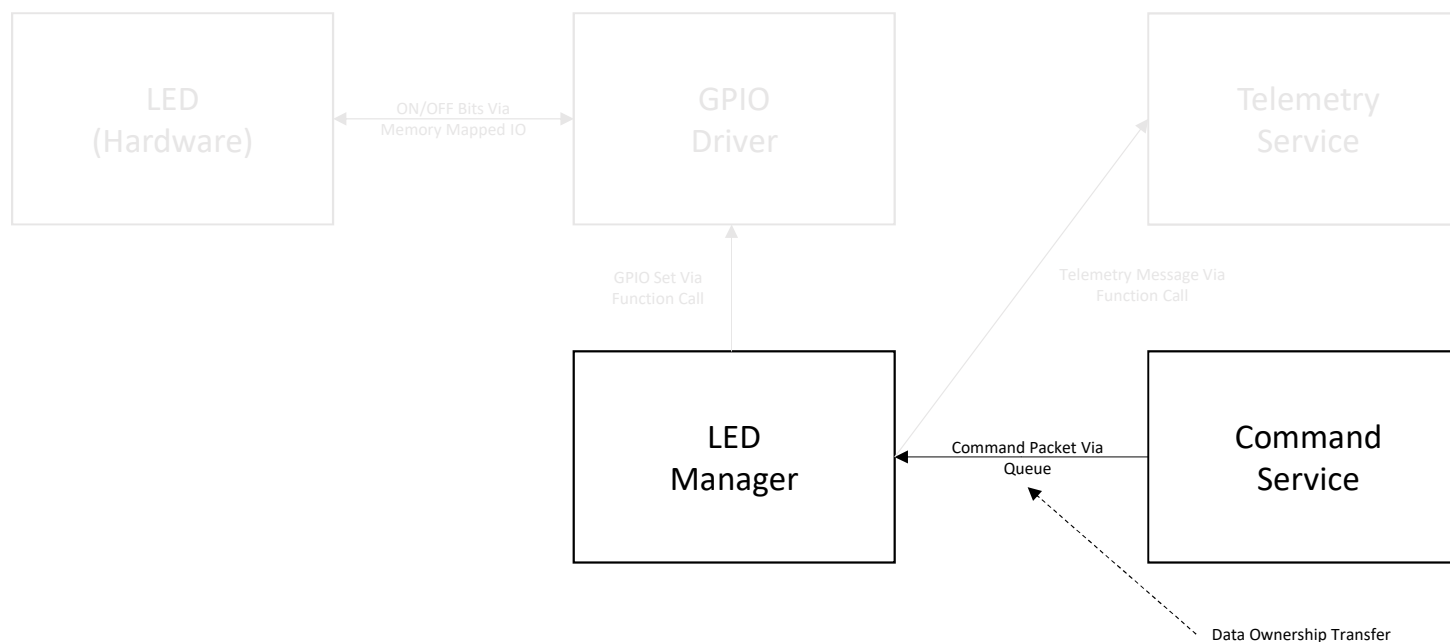 LED
(Hardware)
ON/OFF Bits Via
Memory Mapped IO
GPIO
Driver
Telemetry
Service
GPIO Set Via
Function Call
Telemetry Message Via
Function Call
LED
Manager
Command Packet Via
Queue
Command
Service
Data Ownership Transfer